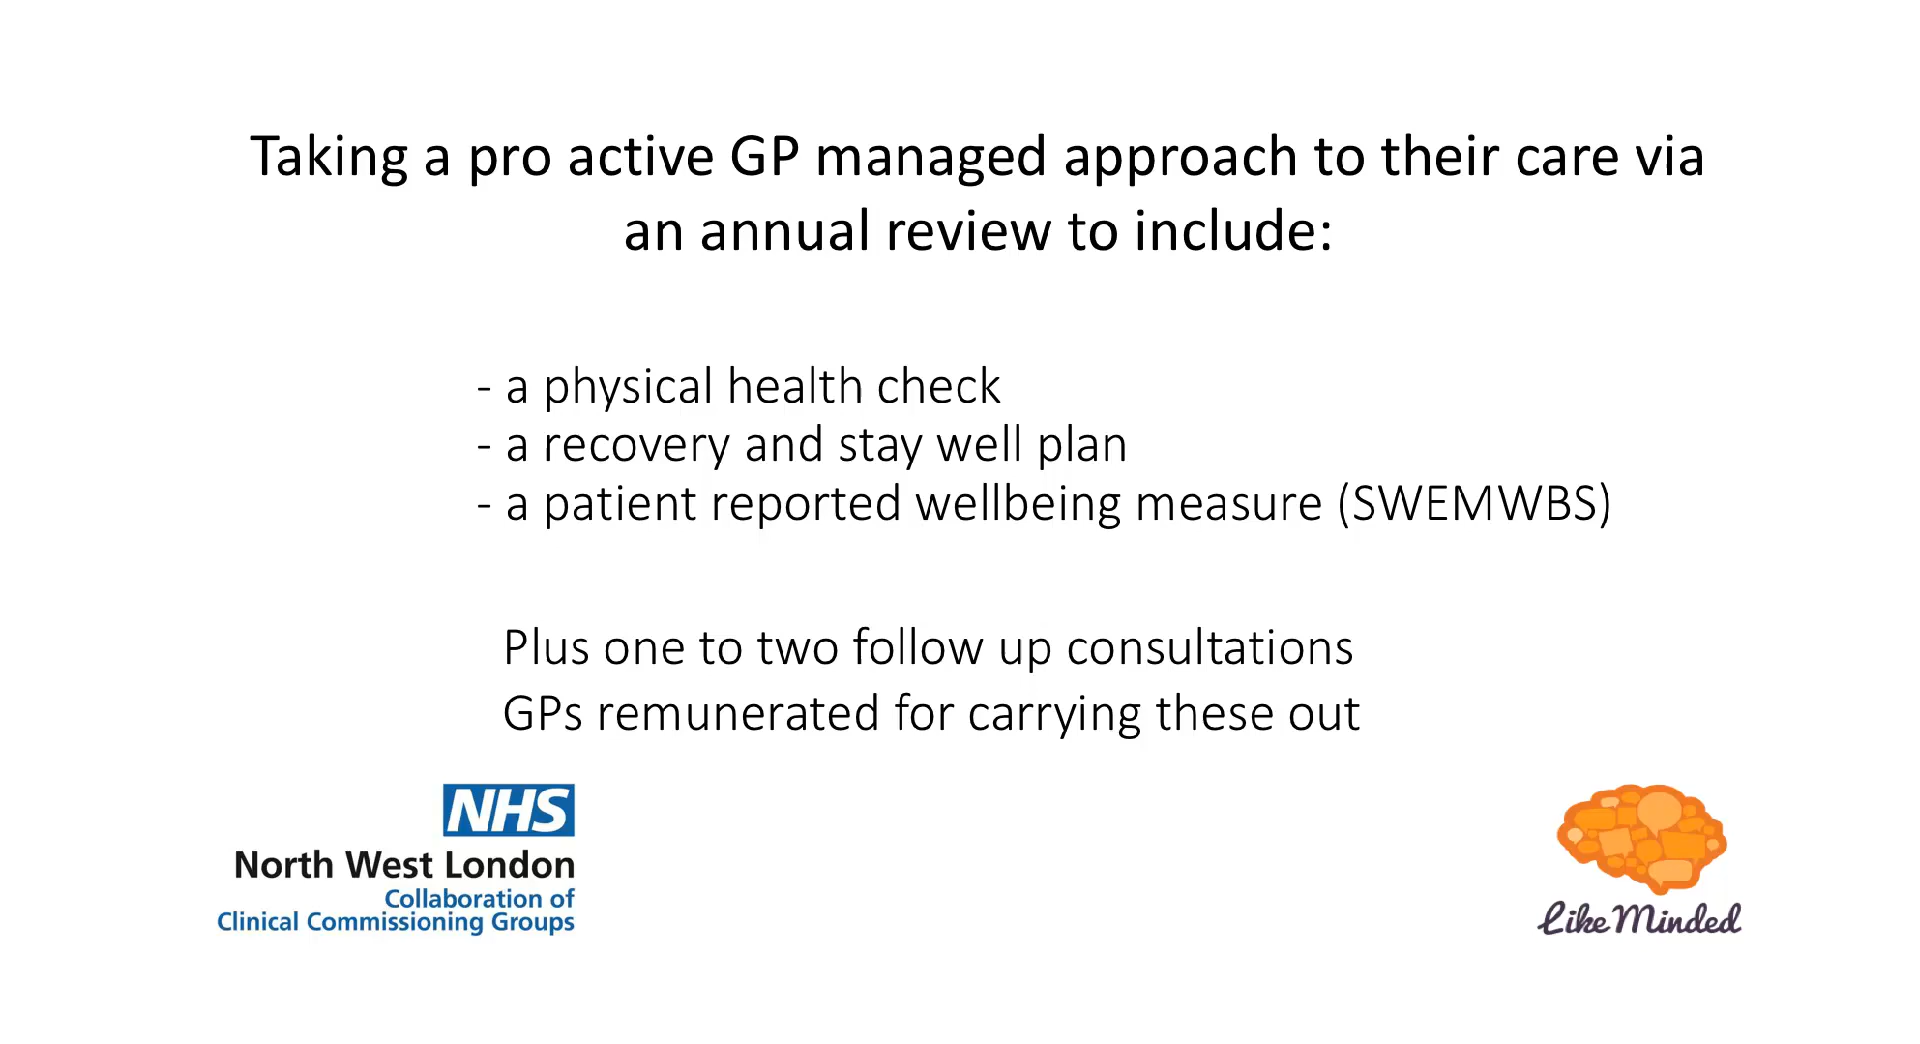 Taking a pro active GP managed approach to their care via
an annual review to include:
- a physical health check
- a recovery and stay well plan
- a patient reported wellbeing measure (SWEMWBS)
Plus one to two follow up consultations
GPs remunerated for carrying these out
NHS
North West London
Collaboration of
Clinical Commissioning Groups
Like Minded